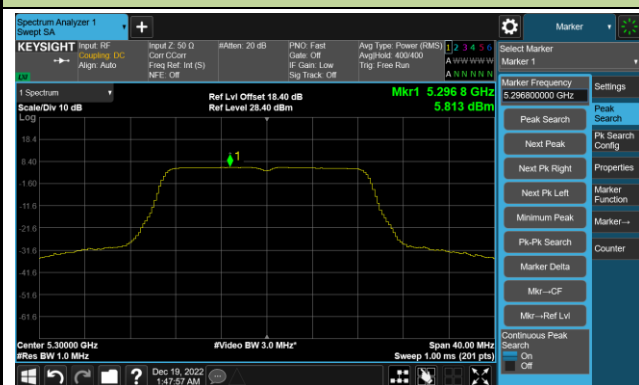 Spectrum Analyzer 1
Swept SA
+
Marker
KEYSIGHT Input: RF Input Z: 50 Ω #Atten: 20 dB PNO: Fast Avg Type: Power (RMS) 1 2 3 4 5 6
Coupling: DC Corr CCorr Gate: Off Avg|Hold: 400/400 A W W W W W
Align: Auto Freq Ref: Int (S) IF Gain: Low Trig: Free Run
NFE: Off Sig Track: Off A N N N N N
LV
Select Marker
Marker 1
1 Spectrum
Scale/Div 10 dB
Log
Ref Lvl Offset 18.40 dB
Ref Level 28.40 dBm
Mkr1 5.296 8 GHz
5.813 dBm
18.4
8.40
-1.60
-11.6
-21.6
-31.6
-41.6
-51.6
-61.6
1
Center 5.30000 GHz #Video BW 3.0 MHz* Span 40.00 MHz
#Res BW 1.0 MHz Sweep 1.00 ms (201 pts)
Marker Frequency
5.296800000 GHz
Peak Search
Next Peak
Next Pk Right
Next Pk Left
Minimum Peak
Pk-Pk Search
Marker Delta
Mkr→CF
Mkr→Ref Lvl
Continuous Peak
Search
On
Off
Settings
Peak
Search
Pk Search
Config
Properties
Marker
Function
Marker→
Counter
?
Dec 19, 2022
1:47:57 AM